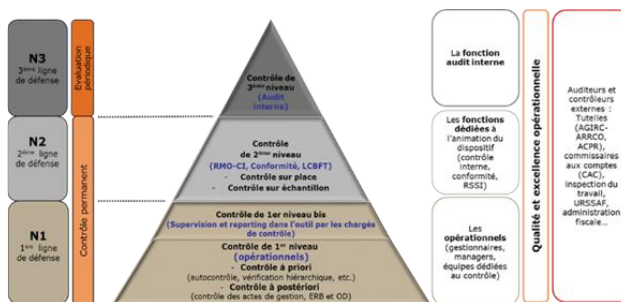 N3
3ième ligne
de défense
Evaluation
périodique
N2
2ième ligne
de défense
Contrôle permanent
N1
1ère ligne
de défense
Contrôle de
3ème niveau
(Audit
interne)
Contrôle
de 2ème niveau
(RMO-CI, Conformité, LCBFT)
- Contrôle sur place
- Contrôle sur échantillon
Contrôle de 1er niveau bis
(Supervision et reporting dans l'outil par les chargés
de contrôle)
Contrôle de 1er niveau
(opérationnels)
- Contrôle à priori
(autocontrôle, vérification hiérarchique, etc.)
- Contrôle à postériori
(contrôle des actes de gestion, ERB et OD)
La fonction
audit interne
Les fonctions
dédiées à
l'animation du
dispositif
(contrôle
interne,
conformité,
RSSI)
Les
opérationnels
(gestionnaires,
managers,
équipes dédiées
au contrôle)
Qualité et excellence opérationnelle
Auditeurs et
contrôleurs
externes :
Tutelles
(AGIRC-
ARRCO,
ACPR),
commissaires
aux comptes
(CAC),
inspection du
travail,
URSSAF,
administration
fiscale...